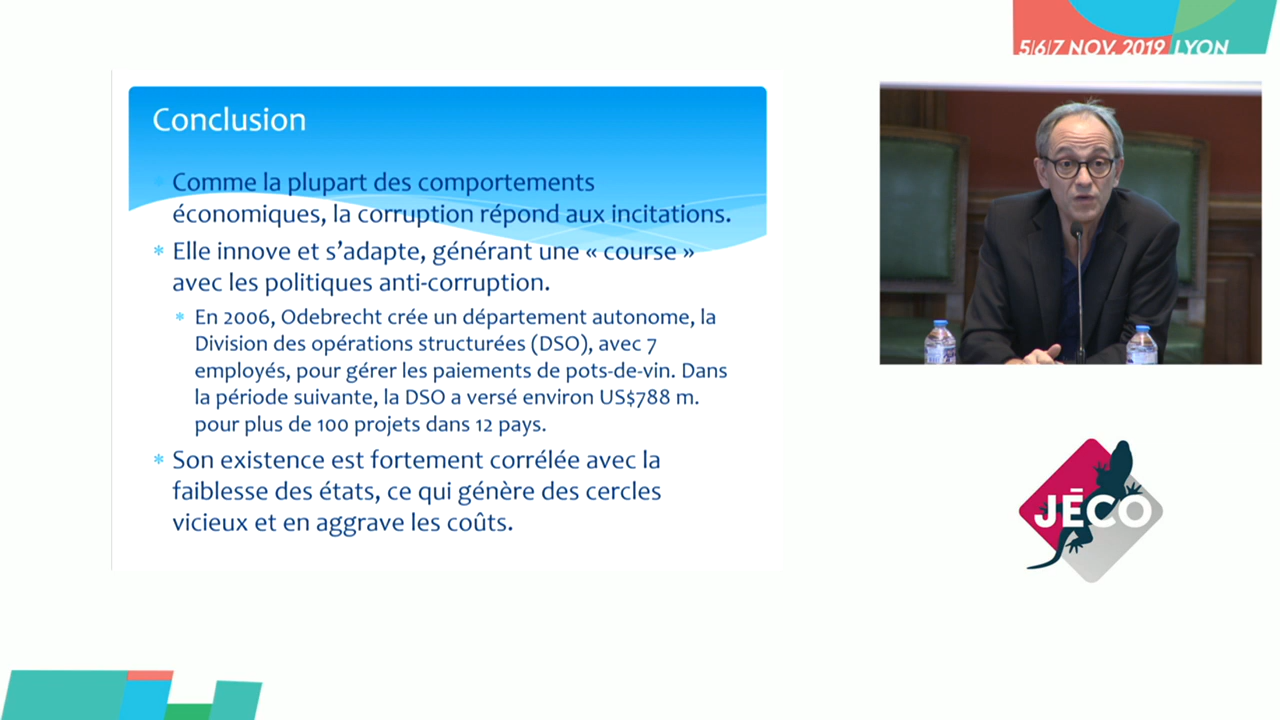 5/6/7 NOV. 2019 LYON
Conclusion
Comme la plupart des comportements
économiques, la corruption répond aux incitations.
* Elle innove et s’adapte, générant une « course »
avec les politiques anti-corruption.
* En 2006, Odebrecht crée un département autonome, la
Division des opérations structurées (DSO), avec 7
employés, pour gérer les paiements de pots-de-vin. Dans
la période suivante, la DSO a versé environ US$788 m.
pour plus de 100 projets dans 12 pays.
* Son existence est fortement corrélée avec la
faiblesse des états, ce qui génère des cercles
vicieux et en aggrave les coûts.
JĒCO